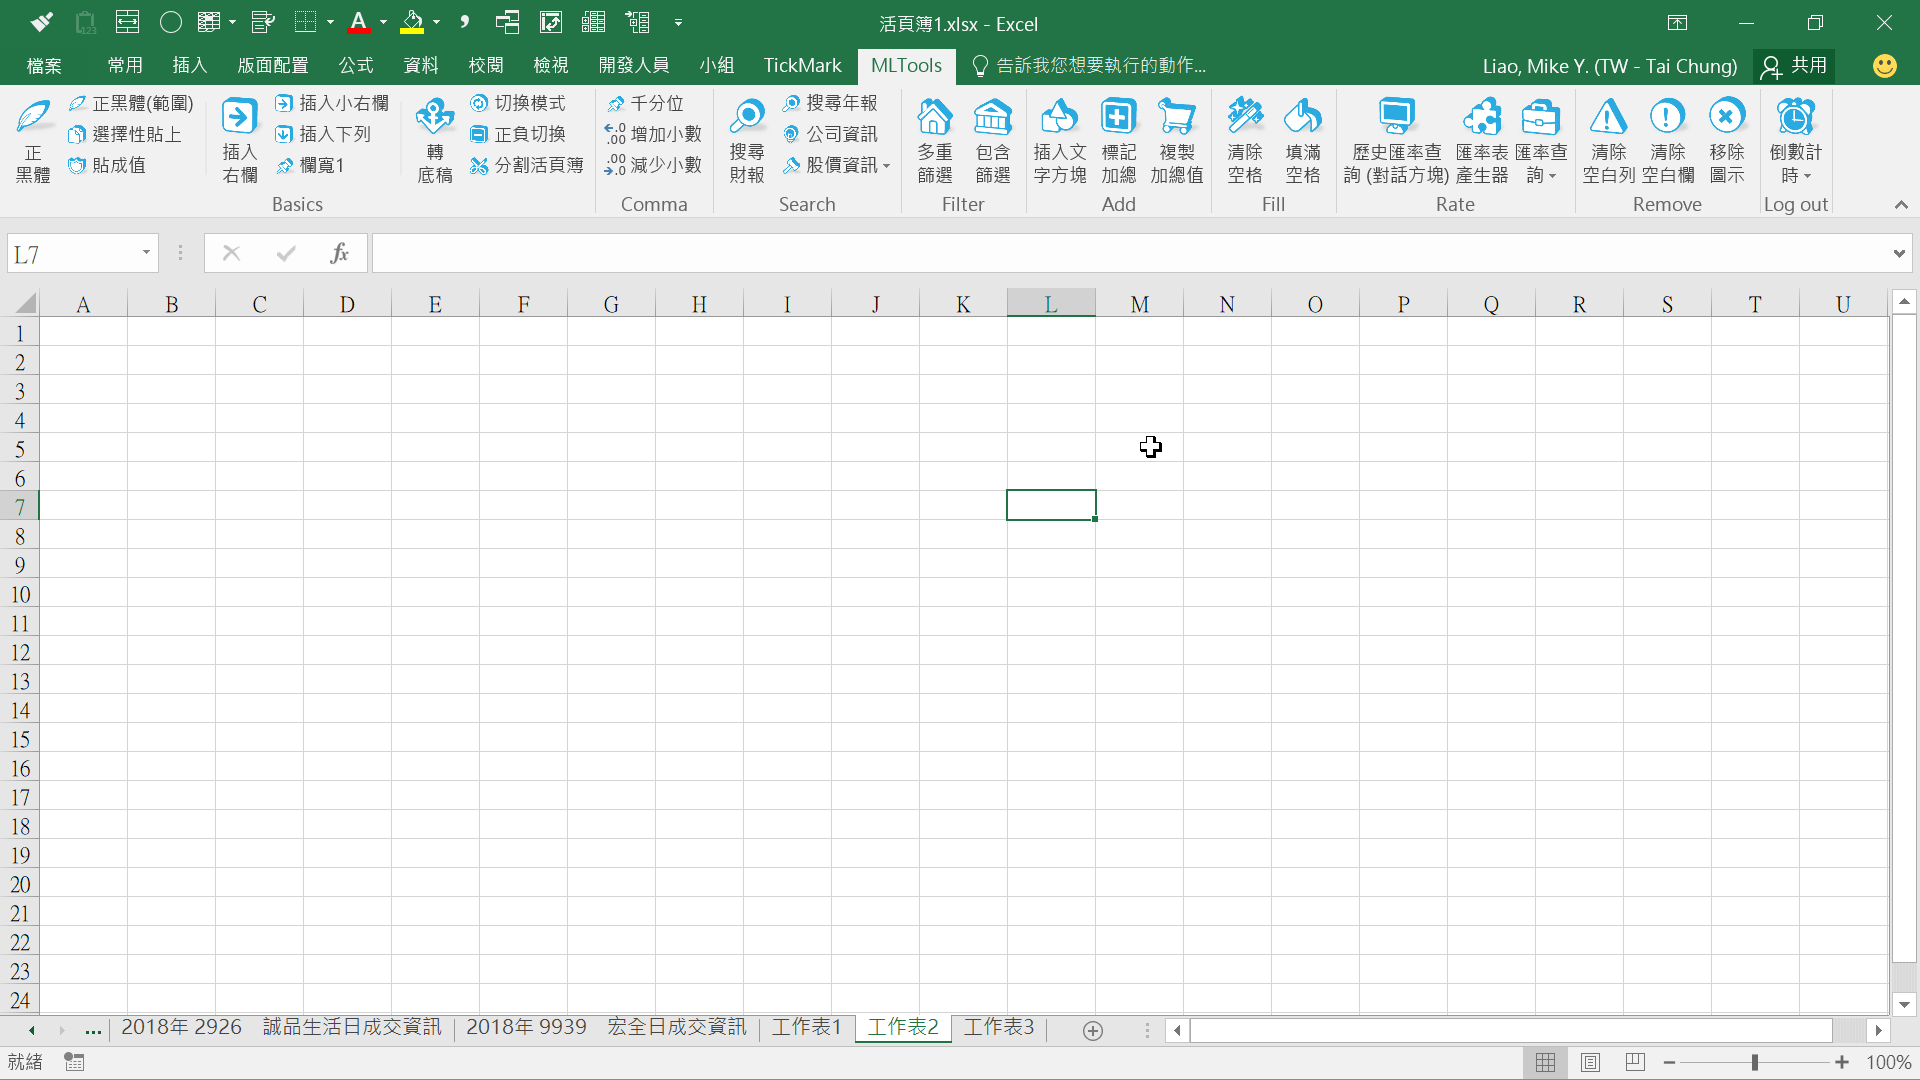 活頁簿1.xlsx - Excel
檔案 常用 插入 版面配置 公式 資料 校閱 檢視 開發人員 小組 TickMark MLTools 告訴我您想要執行的動作... Liao, Mike Y. (TW - Tai Chung) 共用
正
黑體
正黑體(範圍)
選擇性貼上
貼成值
插入
右欄
插入小右欄
插入下列
欄寬1
轉
底稿
切換模式
正負切換
分割活頁簿
Basics
千分位
增加小數
減少小數
Comma
搜尋
財報
搜尋年報
公司資訊
股價資訊
Search
多重
篩選
包含
篩選
Filter
插入文
字方塊
標記
加總
複製
加總值
Add
清除
空格
填滿
空格
Fill
歷史匯率查
詢 (對話方塊)
匯率表
產生器
匯率查
詢
Rate
清除
空白列
清除
空白欄
移除
圖示
Remove
倒數計
時
Log out
L7 fx
A B C D E F G H I J K L M N O P Q R S T U
1
2
3
4
5
6
7
8
9
10
11
12
13
14
15
16
17
18
19
20
21
22
23
24
... 2018年 2926 誠品生活日成交資訊 2018年 9939 宏全日成交資訊 工作表1 工作表2 工作表3
就緒 100%